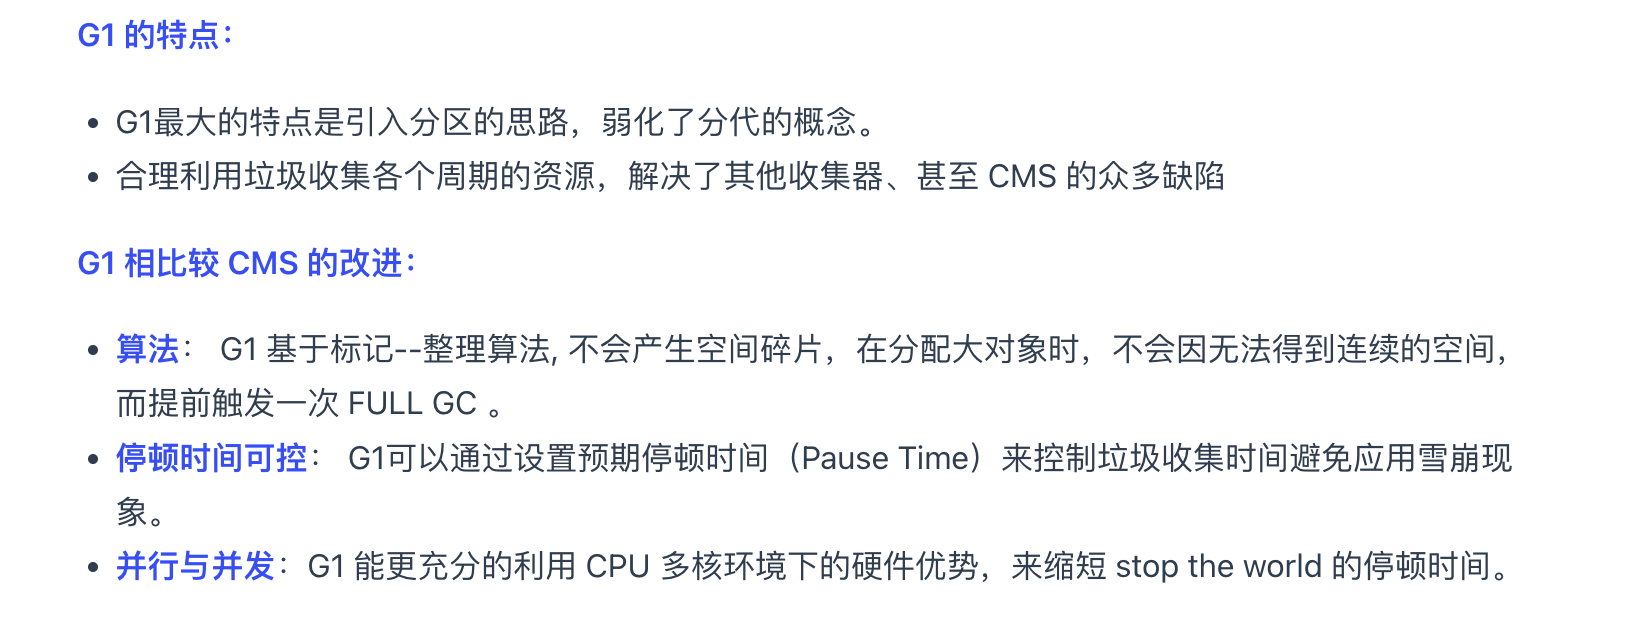 G1 的特点：
• G1最大的特点是引入分区的思路，弱化了分代的概念。
• 合理利用垃圾收集各个周期的资源，解决了其他收集器、甚至 CMS 的众多缺陷
G1 相比较 CMS 的改进：
• 算法： G1 基于标记--整理算法, 不会产生空间碎片，在分配大对象时，不会因无法得到连续的空间，
而提前触发一次 FULL GC 。
• 停顿时间可控： G1可以通过设置预期停顿时间（Pause Time）来控制垃圾收集时间避免应用雪崩现
象。
• 并行与并发：G1 能更充分的利用 CPU 多核环境下的硬件优势，来缩短 stop the world 的停顿时间。